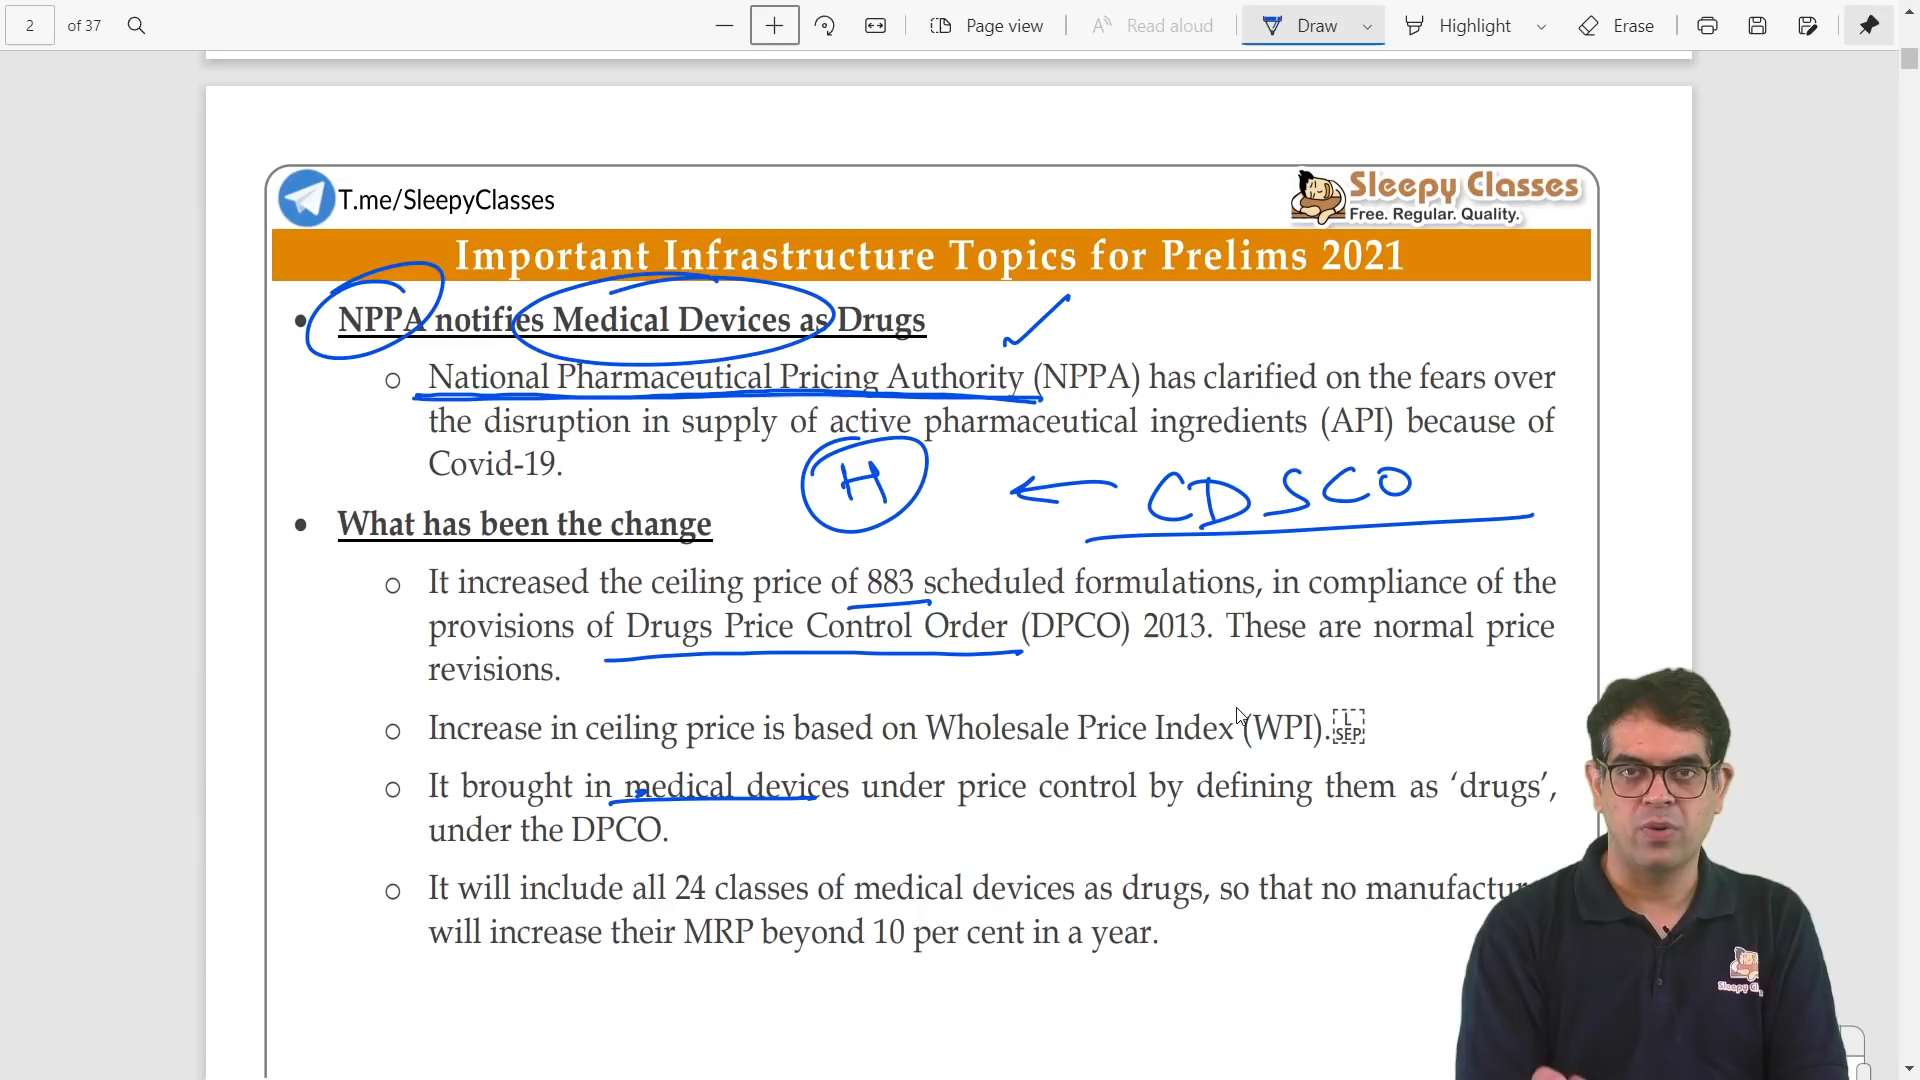 2 of 37 Page view Read aloud Draw Highlight Erase
T.me/SleepyClasses
Sleepy Classes
Free. Regular. Quality.
Important Infrastructure Topics for Prelims 2021
• NPPA notifies Medical Devices as Drugs
o National Pharmaceutical Pricing Authority (NPPA) has clarified on the fears over
the disruption in supply of active pharmaceutical ingredients (API) because of
Covid-19.
H ← CDSCO
• What has been the change
o It increased the ceiling price of 883 scheduled formulations, in compliance of the
provisions of Drugs Price Control Order (DPCO) 2013. These are normal price
revisions.
o Increase in ceiling price is based on Wholesale Price Index (WPI). L SEP
o It brought in medical devices under price control by defining them as ‘drugs’,
under the DPCO.
o It will include all 24 classes of medical devices as drugs, so that no
will increase their MRP beyond 10 per cent in a year.